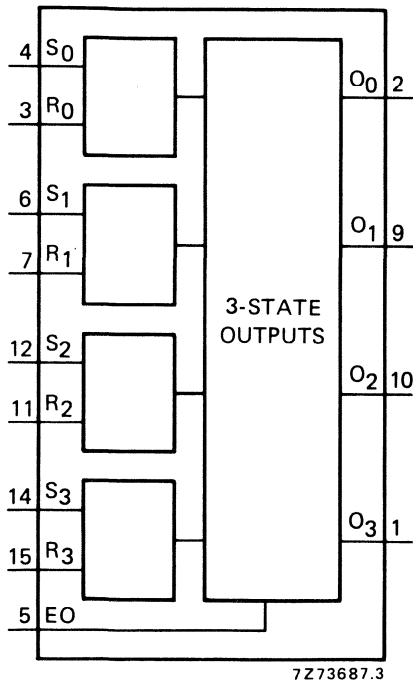 4 S0
O0 2
3 R0
6 S1
O1 9
7 R1
3-STATE
OUTPUTS
12 S2
O2 10
11 R2
14 S3
O3 1
15 R3
5 EO
7Z73687.3